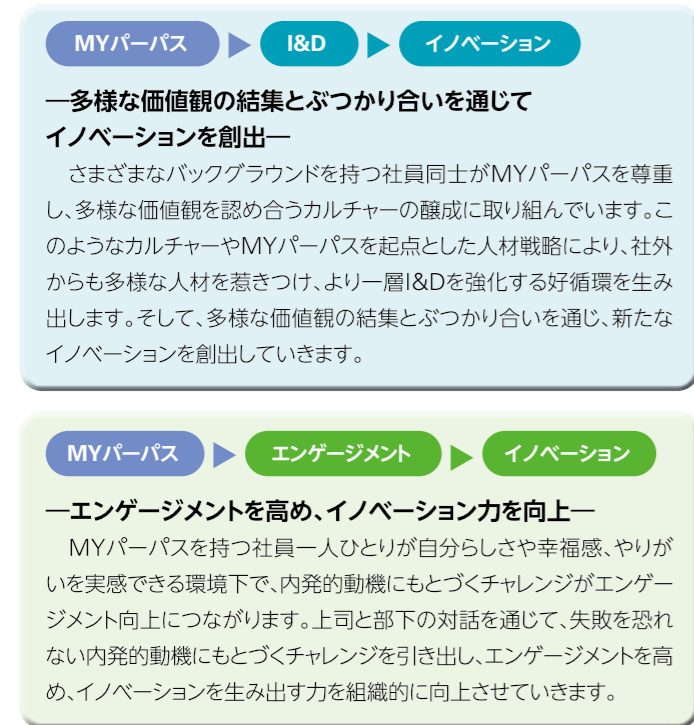 MYパーパス I&D イノベーション
―多様な価値観の結集とぶつかり合いを通じて
イノベーションを創出―
さまざまなバックグラウンドを持つ社員同士がMYパーパスを尊重
し、多様な価値観を認め合うカルチャーの醸成に取り組んでいます。こ
のようなカルチャーやMYパーパスを起点とした人材戦略により、社外
からも多様な人材を惹きつけ、より一層I&Dを強化する好循環を生み
出します。そして、多様な価値観の結集とぶつかり合いを通じ、新たな
イノベーションを創出していきます。
MYパーパス エンゲージメント イノベーション
―エンゲージメントを高め、イノベーション力を向上―
MYパーパスを持つ社員一人ひとりが自分らしさや幸福感、やりが
いを実感できる環境下で、内発的動機にもとづくチャレンジがエンゲー
ジメント向上につながります。上司と部下の対話を通じて、失敗を恐れ
ない内発的動機にもとづくチャレンジを引き出し、エンゲージメントを高
め、イノベーションを生み出す力を組織的に向上させていきます。